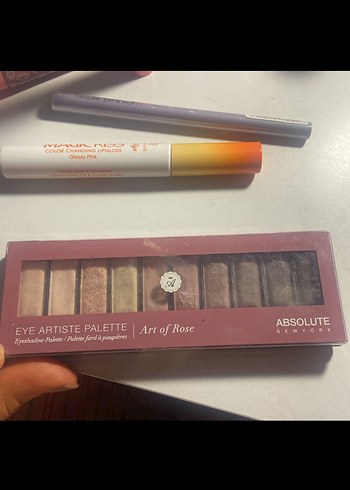 MAGIC KISS
COLOR CHANGING LIPGLOSS
Glossy Pink
EYE ARTISTE PALETTE
Eyeshadow Palette / Palette fard à paupières
Art of Rose
A
ABSOLUTE
NEW YORK